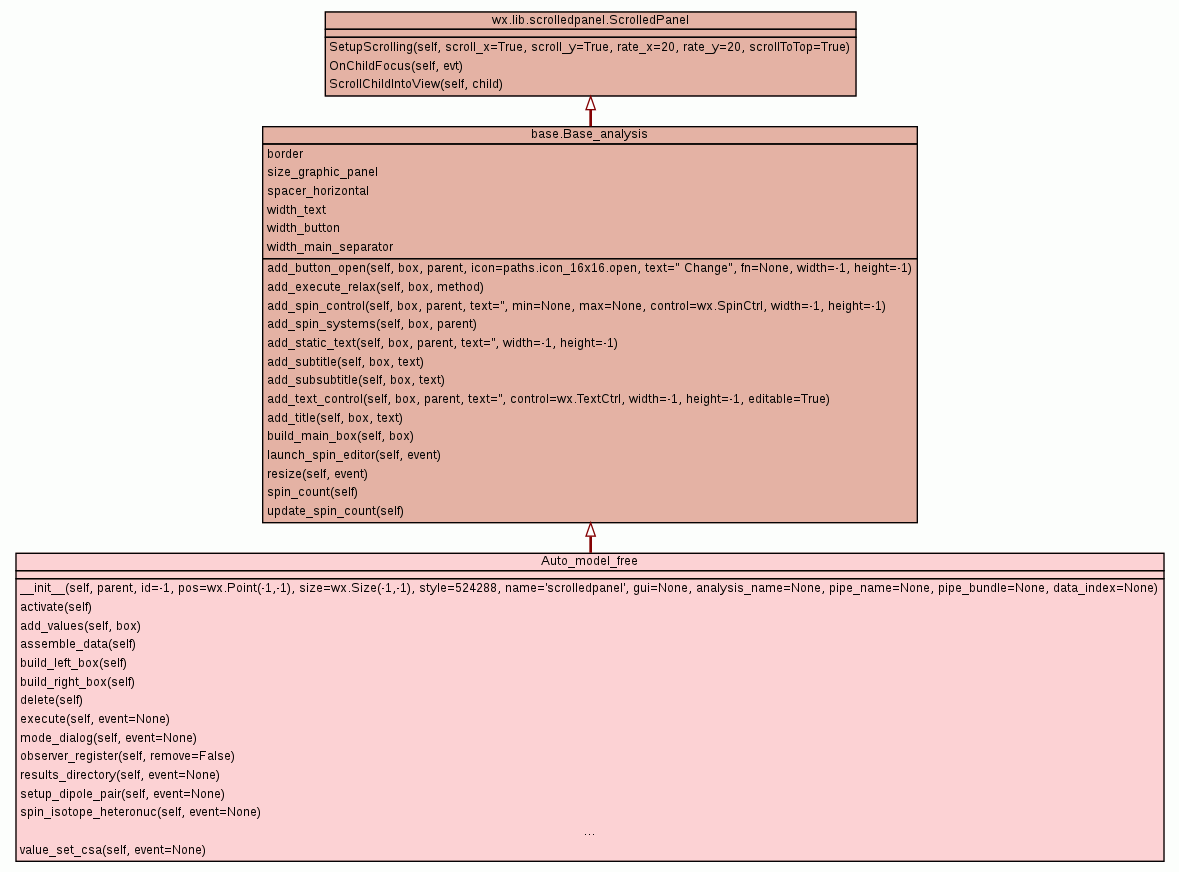 wx.lib.scrolledpanel.ScrolledPanel
SetupScrolling(self, scroll_x=True, scroll_y=True, rate_x=20, rate_y=20, scrollToTop=True)
OnChildFocus(self, evt)
ScrollChildIntoView(self, child)
base.Base_analysis
border
size_graphic_panel
spacer_horizontal
width_text
width_button
width_main_separator
add_button_open(self, box, parent, icon=paths.icon_16x16.open, text=" Change", fn=None, width=-1, height=-1)
add_execute_relax(self, box, method)
add_spin_control(self, box, parent, text='', min=None, max=None, control=wx.SpinCtrl, width=-1, height=-1)
add_spin_systems(self, box, parent)
add_static_text(self, box, parent, text='', width=-1, height=-1)
add_subtitle(self, box, text)
add_subsubtitle(self, box, text)
add_text_control(self, box, parent, text='', control=wx.TextCtrl, width=-1, height=-1, editable=True)
add_title(self, box, text)
build_main_box(self, box)
launch_spin_editor(self, event)
resize(self, event)
spin_count(self)
update_spin_count(self)
Auto_model_free
__init__(self, parent, id=-1, pos=wx.Point(-1,-1), size=wx.Size(-1,-1), style=524288, name='scrolledpanel', gui=None, analysis_name=None, pipe_name=None, pipe_bundle=None, data_index=None)
activate(self)
add_values(self, box)
assemble_data(self)
build_left_box(self)
build_right_box(self)
delete(self)
execute(self, event=None)
mode_dialog(self, event=None)
observer_register(self, remove=False)
results_directory(self, event=None)
setup_dipole_pair(self, event=None)
spin_isotope_heteronuc(self, event=None)
...
value_set_csa(self, event=None)